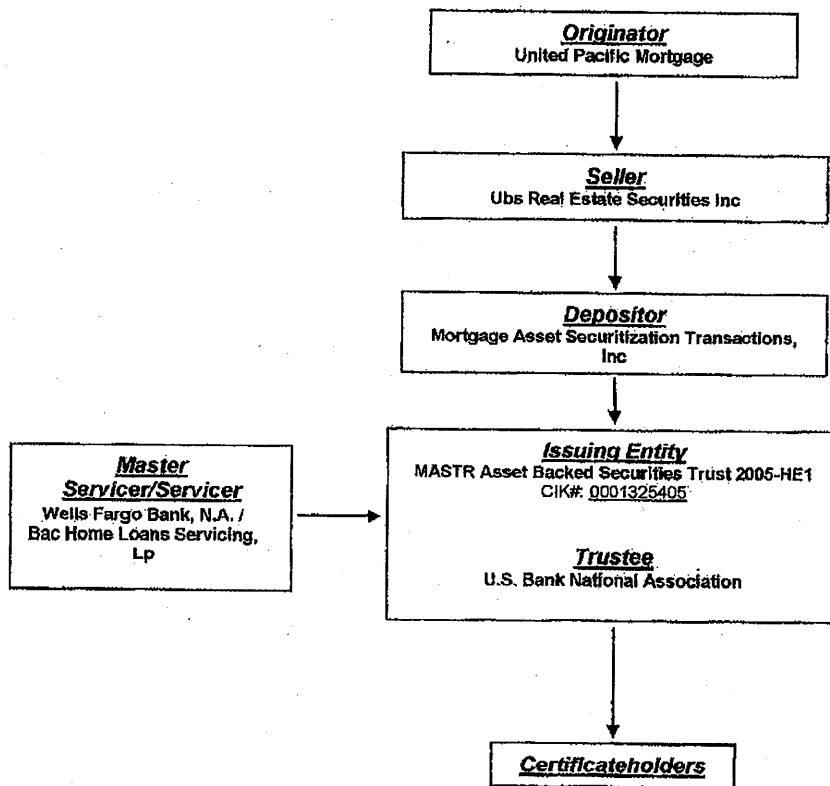 Originator
United Pacific Mortgage
Seller
Ubs Real Estate Securities Inc
Depositor
Mortgage Asset Securitization Transactions,
Inc
Master
Servicer/Servicer
Wells Fargo Bank, N.A. /
Bac Home Loans Servicing,
Lp
Issuing Entity
MASTR Asset Backed Securities Trust 2005-HE1
CIK#: 0001325405
Trustee
U.S. Bank National Association
Certificateholders